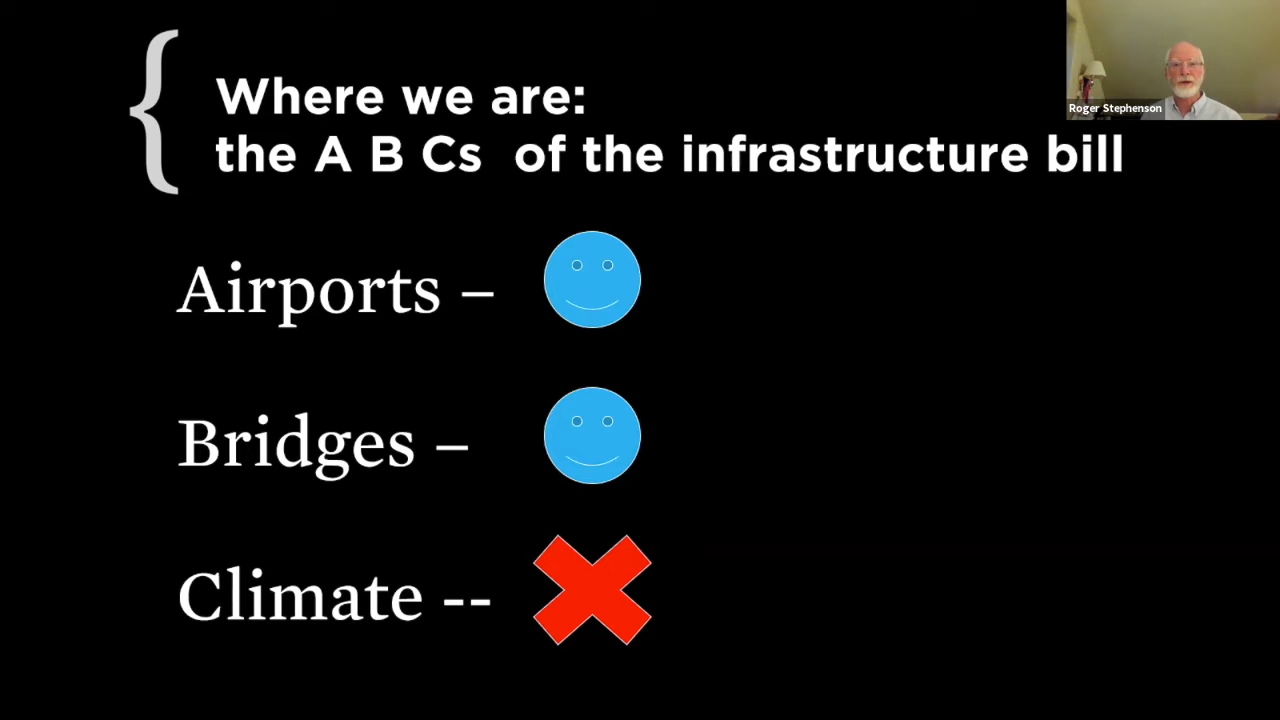 { Where we are:
the A B Cs of the infrastructure bill
Roger Stephenson
Airports –
Bridges –
Climate --